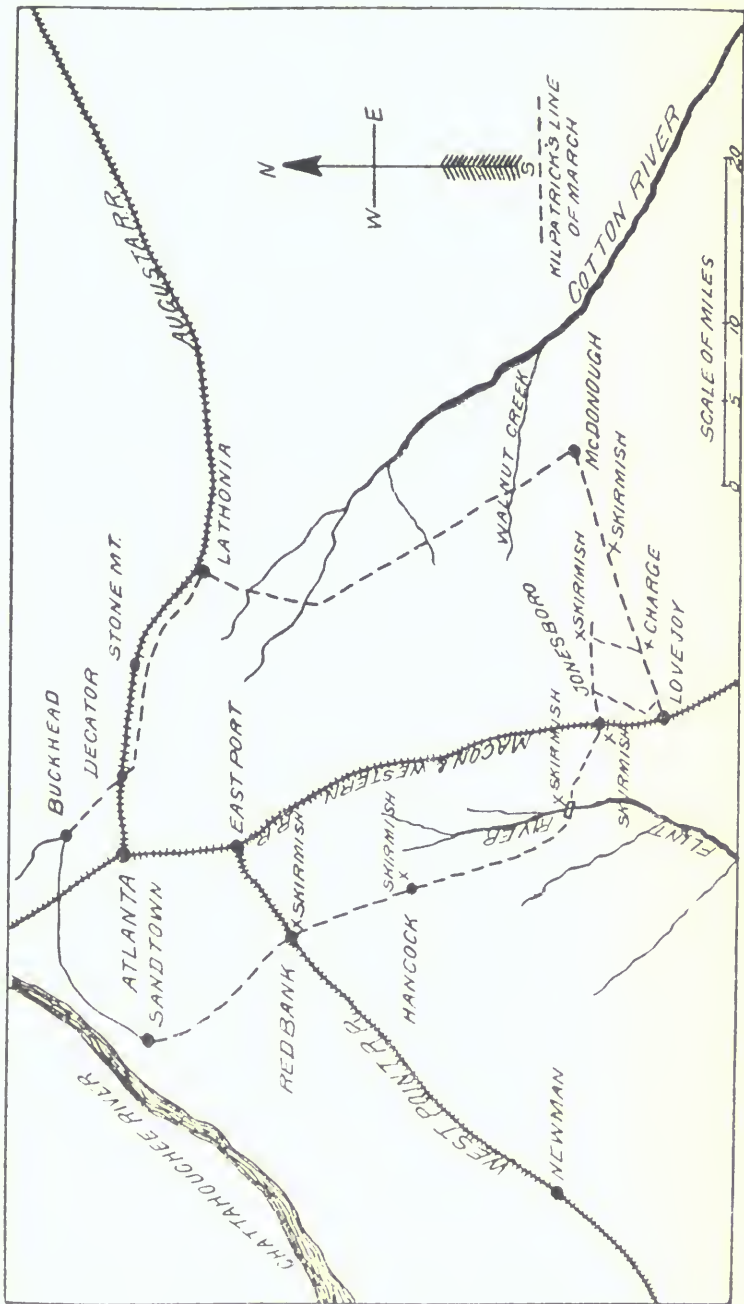 CHATTAHOUCHEE RIVER
BUCKHEAD
DECATOR
STONE MT.
ATLANTA
SANDTOWN
LATHONIA
AUGUSTA R.R.
EAST PORT
REDBANK
SKIRMISH
MACON & WESTERN
R R
WEST POINT R.R.
HANCOCK
SKIRMISH
NEWMAN
SKIRMISH
RIVER
FLINT
JONESBORO
SKIRMISH
SKIRMISH
LOVEJOY
CHARGE
SKIRMISH
McDONOUGH
WALNUT CREEK
COTTON RIVER
N
W E
S
KILPATRICK'S LINE
OF MARCH
SCALE OF MILES
0 5 10 20